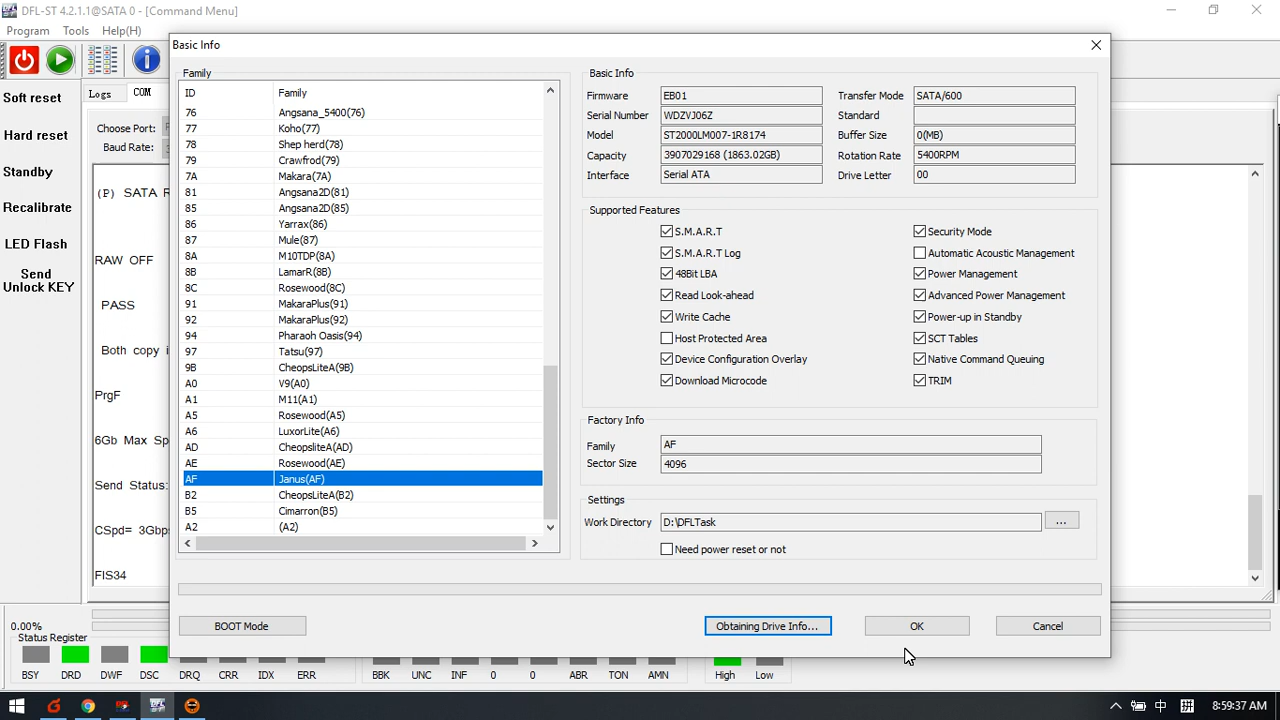 DFL-ST 4.2.1.1@SATA 0 - [Command Menu]
Program Tools Help(H)
Basic Info
Soft reset
Hard reset
Standby
Recalibrate
LED Flash
Send
Unlock KEY
Logs COM
Choose Port:
Baud Rate:
(P) SATA R
RAW OFF
PASS
Both copy i
PrgF
6Gb Max Sp
Send Status:
CSpd= 3Gbp
FIS34
Family
ID Family
76 Angsana_5400(76)
77 Koho(77)
78 Shep herd(78)
79 Crawfrod(79)
7A Makara(7A)
81 Angsana2D(81)
85 Angsana2D(85)
86 Yarrax(86)
87 Mule(87)
8A M10TDP(8A)
8B LamarR(8B)
8C Rosewood(8C)
91 MakaraPlus(91)
92 MakaraPlus(92)
94 Pharaoh Oasis(94)
97 Tatsu(97)
9B CheopsLiteA(9B)
A0 V9(A0)
A1 M11(A1)
A5 Rosewood(A5)
A6 LuxorLite(A6)
AD CheopsliteA(AD)
AE Rosewood(AE)
AF Janus(AF)
B2 CheopsLiteA(B2)
B5 Cimarron(B5)
A2 (A2)
Basic Info
Firmware EB01 Transfer Mode SATA/600
Serial Number WDZVJ06Z Standard
Model ST2000LM007-1R8174 Buffer Size 0(MB)
Capacity 3907029168 (1863.02GB) Rotation Rate 5400RPM
Interface Serial ATA Drive Letter 00
Supported Features
S.M.A.R.T Security Mode
S.M.A.R.T Log Automatic Acoustic Management
48Bit LBA Power Management
Read Look-ahead Advanced Power Management
Write Cache Power-up in Standby
Host Protected Area SCT Tables
Device Configuration Overlay Native Command Queuing
Download Microcode TRIM
Factory Info
Family AF
Sector Size 4096
Settings
Work Directory D:\DFLTask ...
Need power reset or not
BOOT Mode Obtaining Drive Info... OK Cancel
0.00%
Status Register
BSY DRD DWF DSC DRQ CRR IDX ERR BBK UNC INF 0 0 ABR TON AMN High Low
中 拼 8:59:37 AM